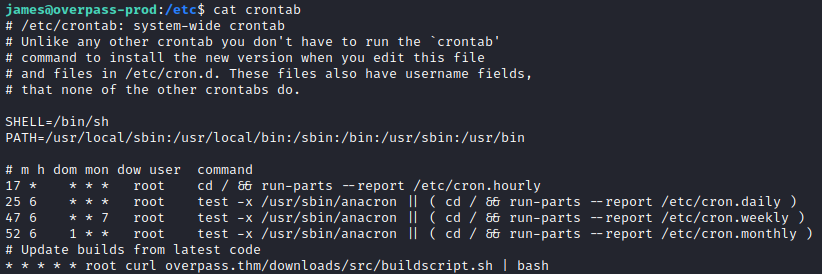 james@overpass-prod:/etc$ cat crontab
# /etc/crontab: system-wide crontab
# Unlike any other crontab you don't have to run the `crontab'
# command to install the new version when you edit this file
# and files in /etc/cron.d. These files also have username fields,
# that none of the other crontabs do.

SHELL=/bin/sh
PATH=/usr/local/sbin:/usr/local/bin:/sbin:/bin:/usr/sbin:/usr/bin

# m h dom mon dow user  command
17 *    * * *   root    cd / && run-parts --report /etc/cron.hourly
25 6    * * *   root    test -x /usr/sbin/anacron || ( cd / && run-parts --report /etc/cron.daily )
47 6    * * 7   root    test -x /usr/sbin/anacron || ( cd / && run-parts --report /etc/cron.weekly )
52 6    1 * *   root    test -x /usr/sbin/anacron || ( cd / && run-parts --report /etc/cron.monthly )
# Update builds from latest code
* * * * * root curl overpass.thm/downloads/src/buildscript.sh | bash